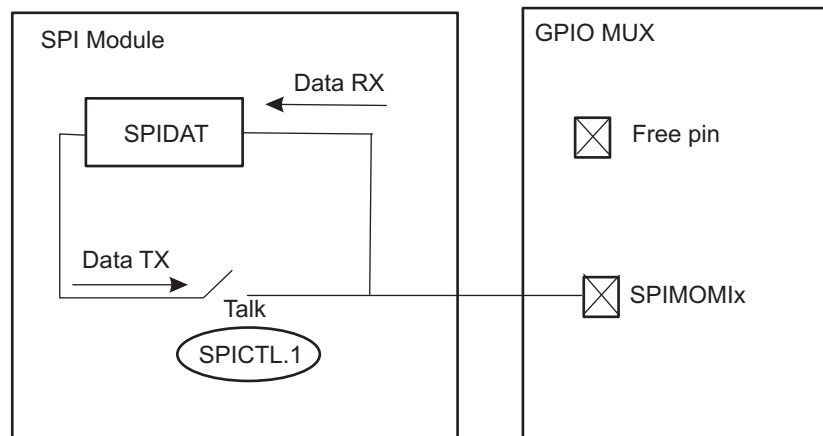 SPI Module
GPIO MUX
Data RX
SPIDAT
Free pin
Data TX
SPIMOMIx
Talk
SPICTL.1